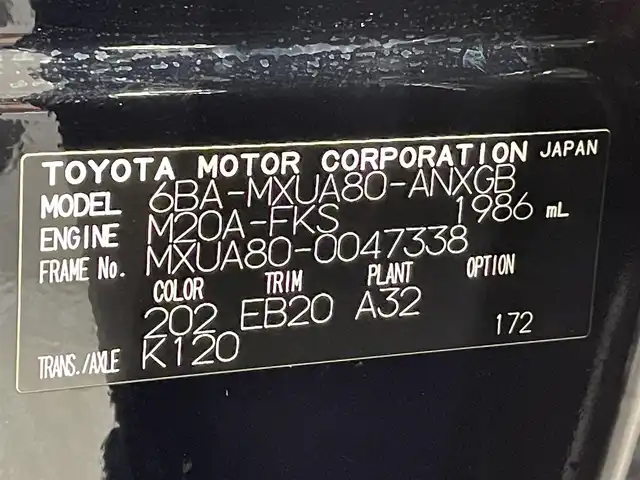 TOYOTA MOTOR CORPORATION JAPAN
MODEL 6BA-MXUA80-ANXGB
ENGINE M20A-FKS 1986 mL
FRAME No. MXUA80-0047338
COLOR TRIM PLANT OPTION
202 EB20 A32
TRANS./AXLE K120 172